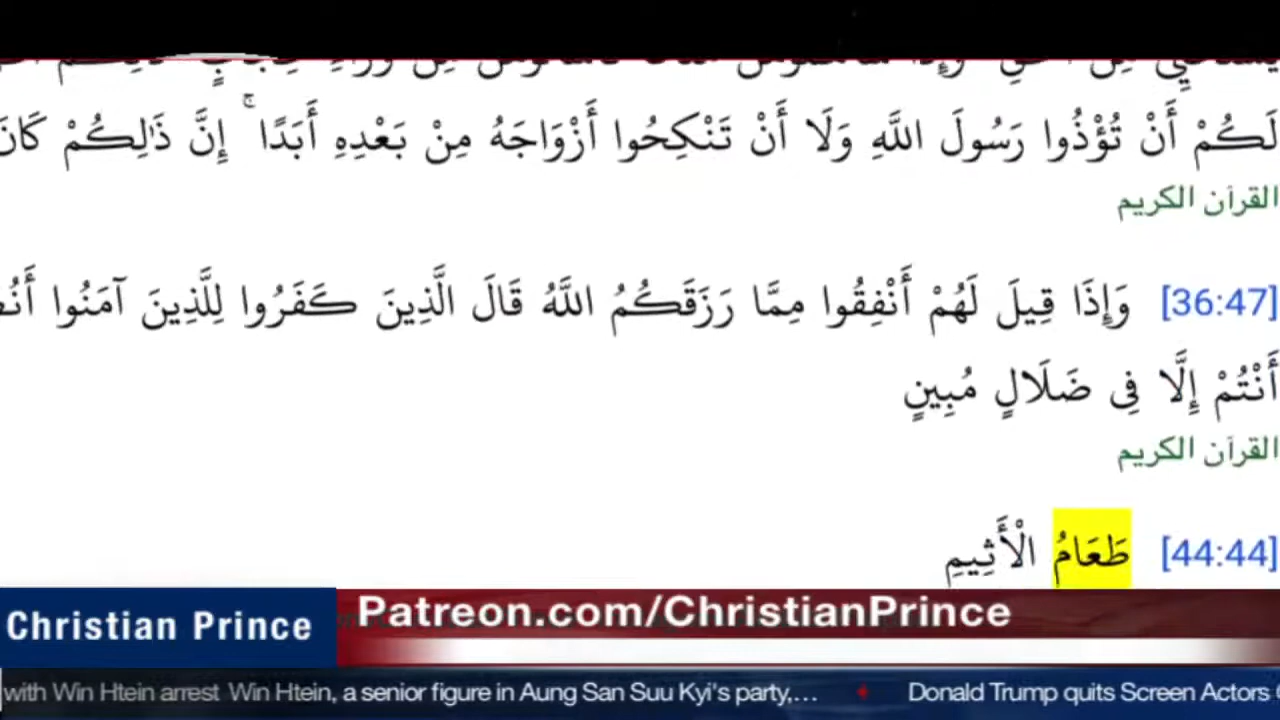 لَكُمْ أَنْ تُؤْذُوا رَسُولَ اللَّهِ وَلَا أَنْ تَنْكِحُوا أَزْوَاجَهُ مِنْ بَعْدِهِ أَبَدًا ۚ إِنَّ ذَٰلِكُمْ كَانَ
القرآن الكريم
[36:47] وَإِذَا قِيلَ لَهُمْ أَنْفِقُوا مِمَّا رَزَقَكُمُ اللَّهُ قَالَ الَّذِينَ كَفَرُوا لِلَّذِينَ آمَنُوا
أَنْتُمْ إِلَّا فِي ضَلَالٍ مُبِينٍ
القرآن الكريم
[44:44] طَعَامُ الْأَثِيمِ
Christian Prince
Patreon.com/ChristianPrince
with Win Htein arrest Win Htein, a senior figure in Aung San Suu Kyi's party,... Donald Trump quits Screen Actors